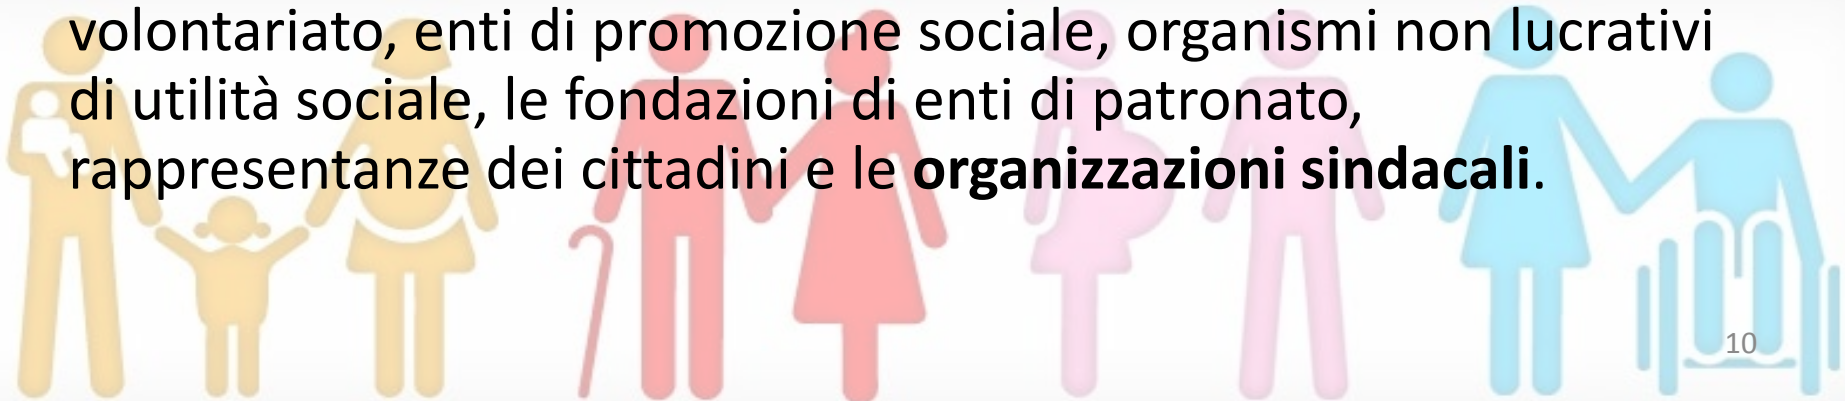 volontariato, enti di promozione sociale, organismi non lucrativi
di utilità sociale, le fondazioni di enti di patronato,
rappresentanze dei cittadini e le organizzazioni sindacali.
10